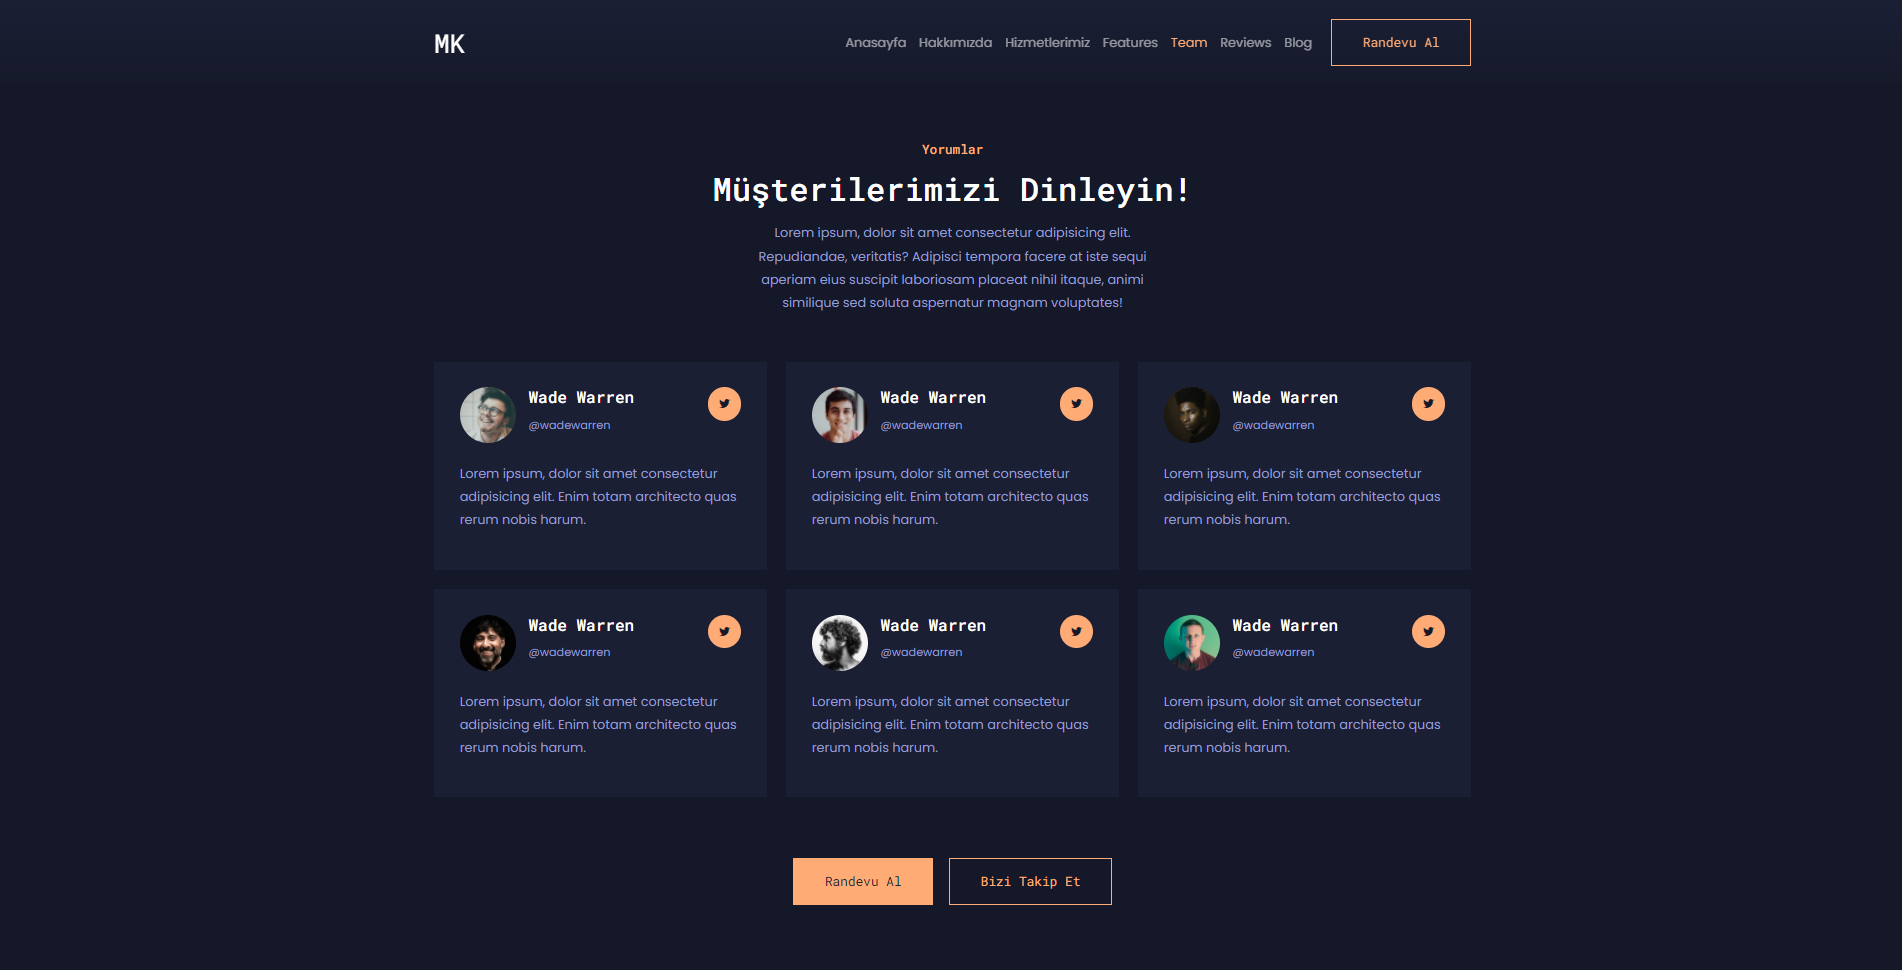 MK
Anasayfa Hakkımızda Hizmetlerimiz Features Team Reviews Blog Randevu Al
Yorumlar
Müşterilerimizi Dinleyin!
Lorem ipsum, dolor sit amet consectetur adipisicing elit.
Repudiandae, veritatis? Adipisci tempora facere at iste sequi
aperiam eius suscipit laboriosam placeat nihil itaque, animi
similique sed soluta aspernatur magnam voluptates!
Wade Warren
@wadewarren
Lorem ipsum, dolor sit amet consectetur
adipisicing elit. Enim totam architecto quas
rerum nobis harum.
Wade Warren
@wadewarren
Lorem ipsum, dolor sit amet consectetur
adipisicing elit. Enim totam architecto quas
rerum nobis harum.
Wade Warren
@wadewarren
Lorem ipsum, dolor sit amet consectetur
adipisicing elit. Enim totam architecto quas
rerum nobis harum.
Wade Warren
@wadewarren
Lorem ipsum, dolor sit amet consectetur
adipisicing elit. Enim totam architecto quas
rerum nobis harum.
Wade Warren
@wadewarren
Lorem ipsum, dolor sit amet consectetur
adipisicing elit. Enim totam architecto quas
rerum nobis harum.
Wade Warren
@wadewarren
Lorem ipsum, dolor sit amet consectetur
adipisicing elit. Enim totam architecto quas
rerum nobis harum.
Randevu Al
Bizi Takip Et